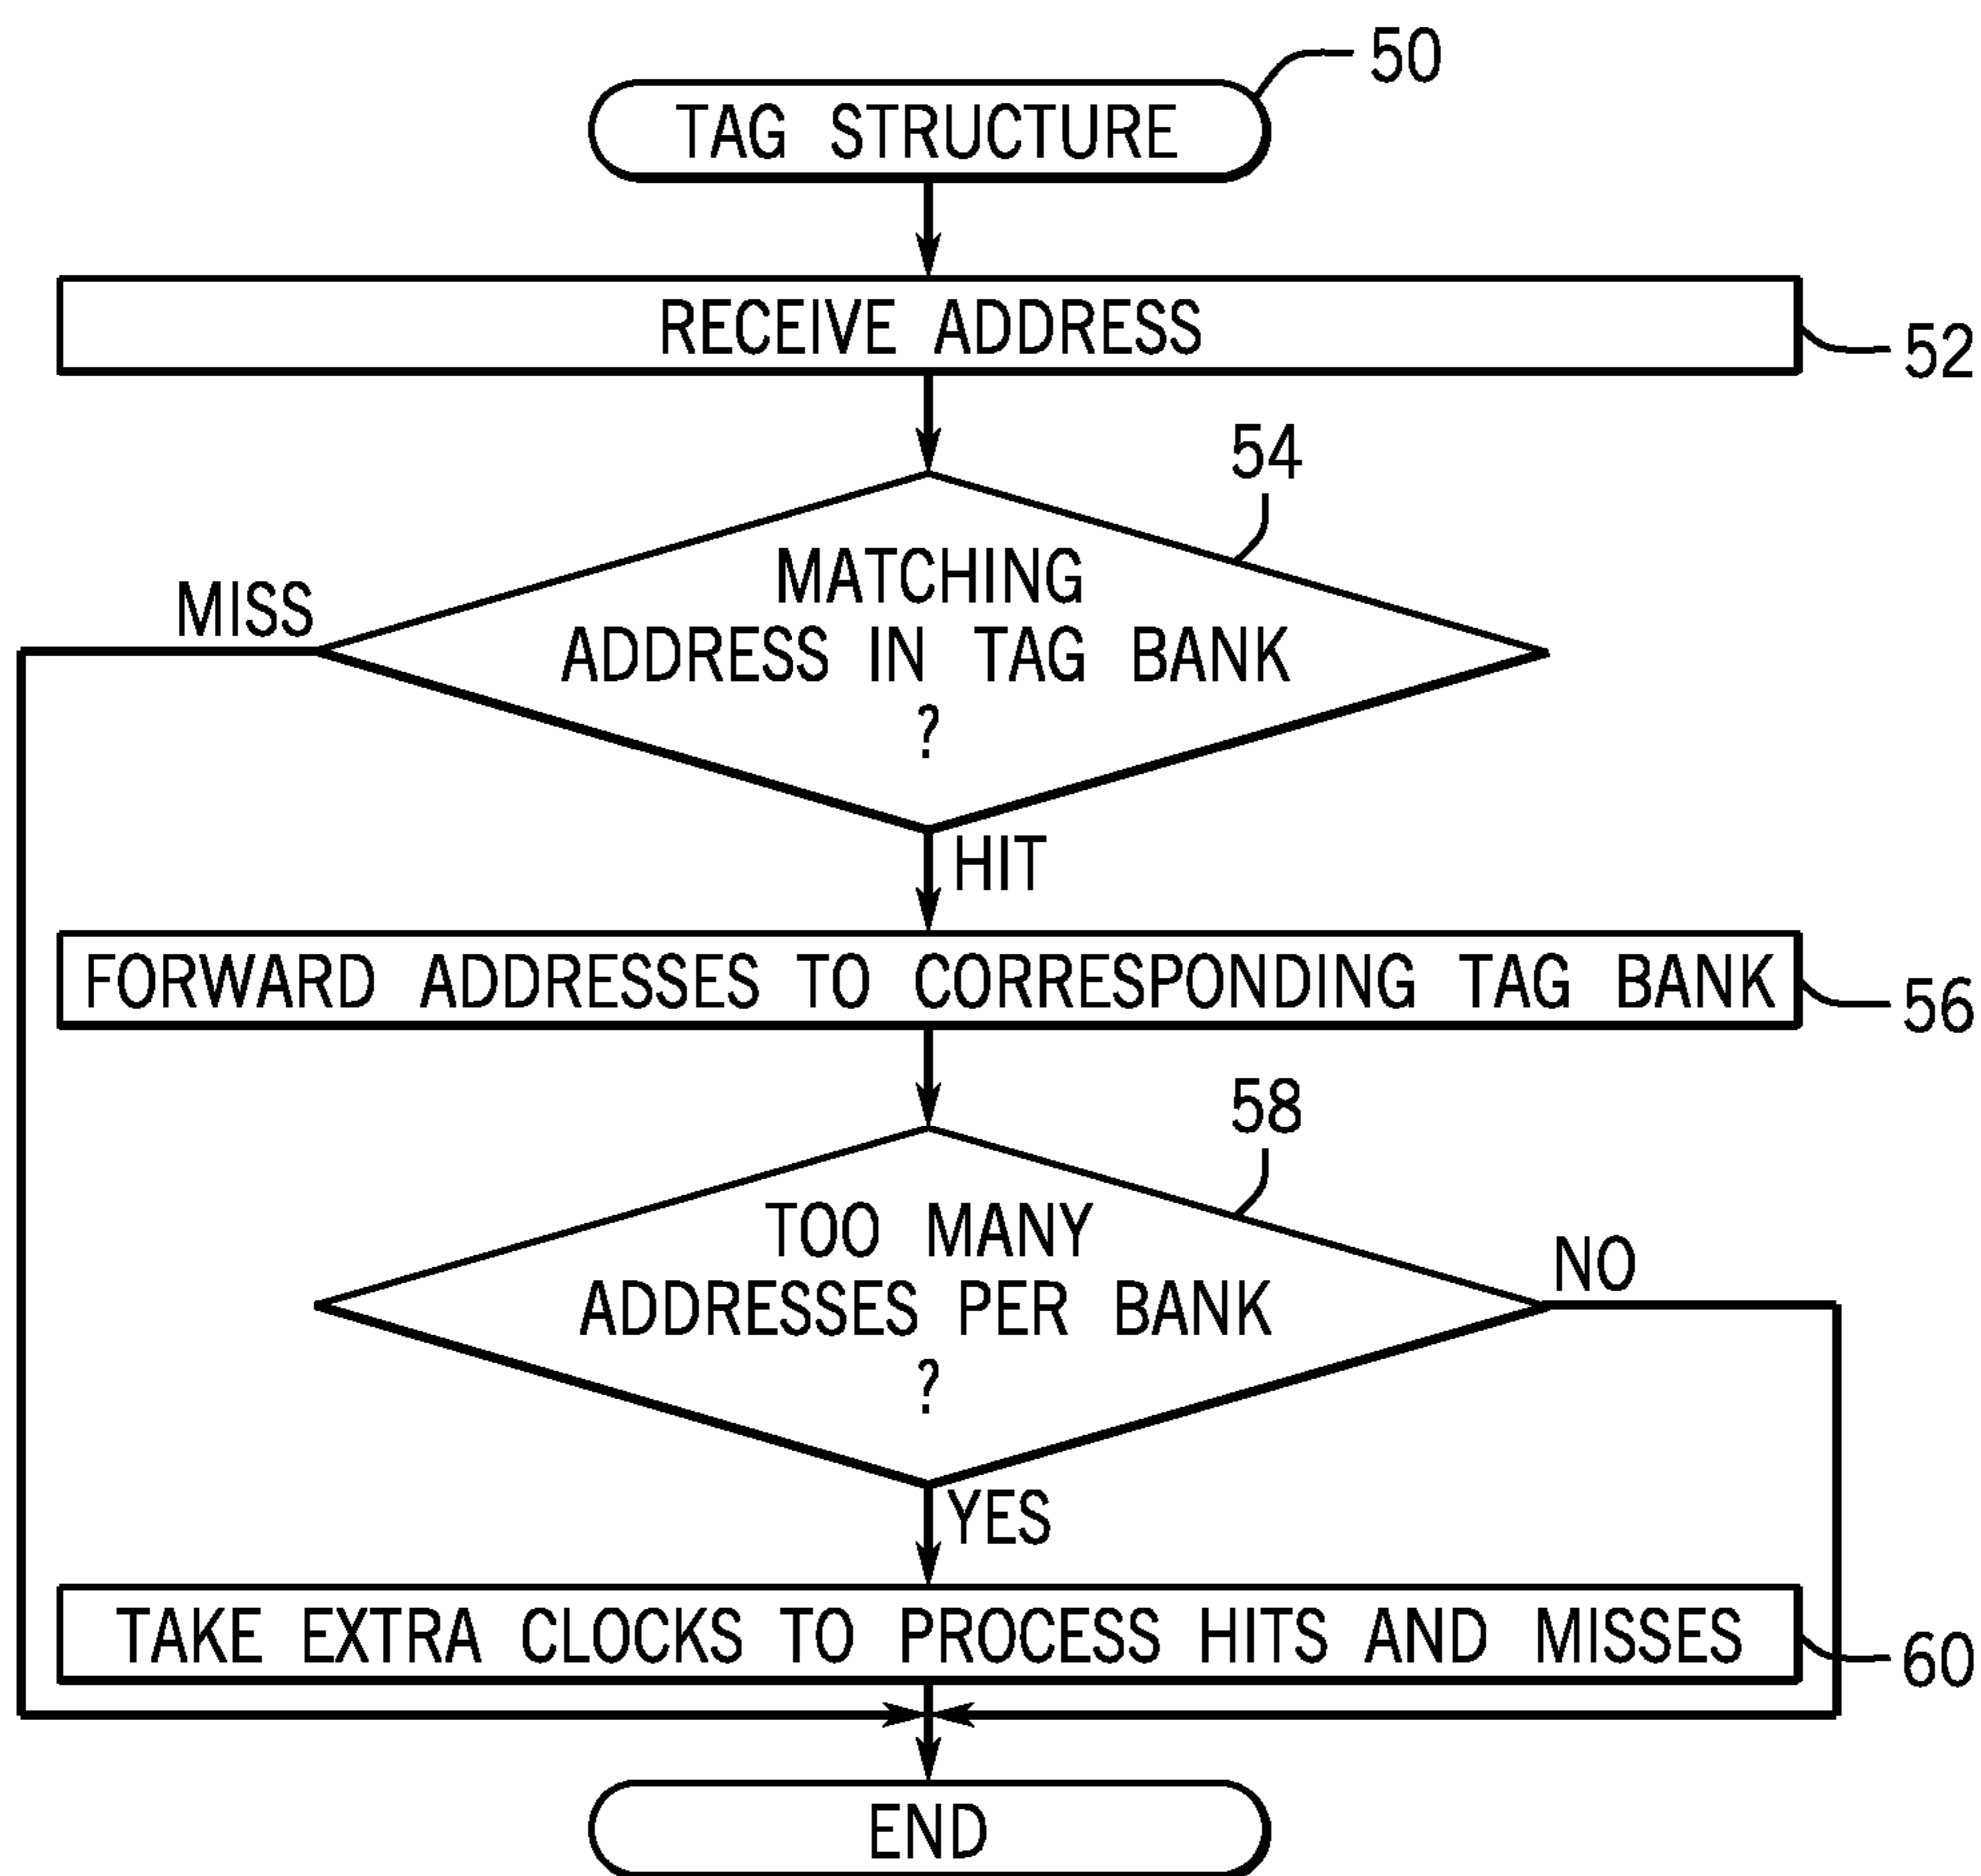 50
TAG STRUCTURE
RECEIVE ADDRESS
52
54
MATCHING
ADDRESS IN TAG BANK
?
MISS
HIT
FORWARD ADDRESSES TO CORRESPONDING TAG BANK
56
58
TOO MANY
ADDRESSES PER BANK
?
NO
YES
TAKE EXTRA CLOCKS TO PROCESS HITS AND MISSES
60
END